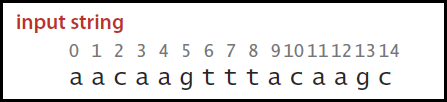 input string
0 1 2 3 4 5 6 7 8 9 10 11 12 13 14
a a c a a g t t t a c a a g c